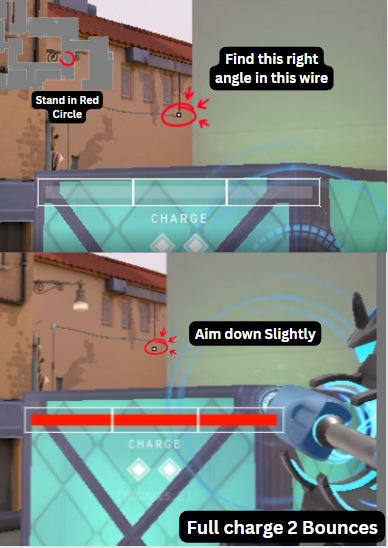 Find this right
angle in this wire
Stand in Red
Circle
CHARGE
Aim down Slightly
CHARGE
Full charge 2 Bounces